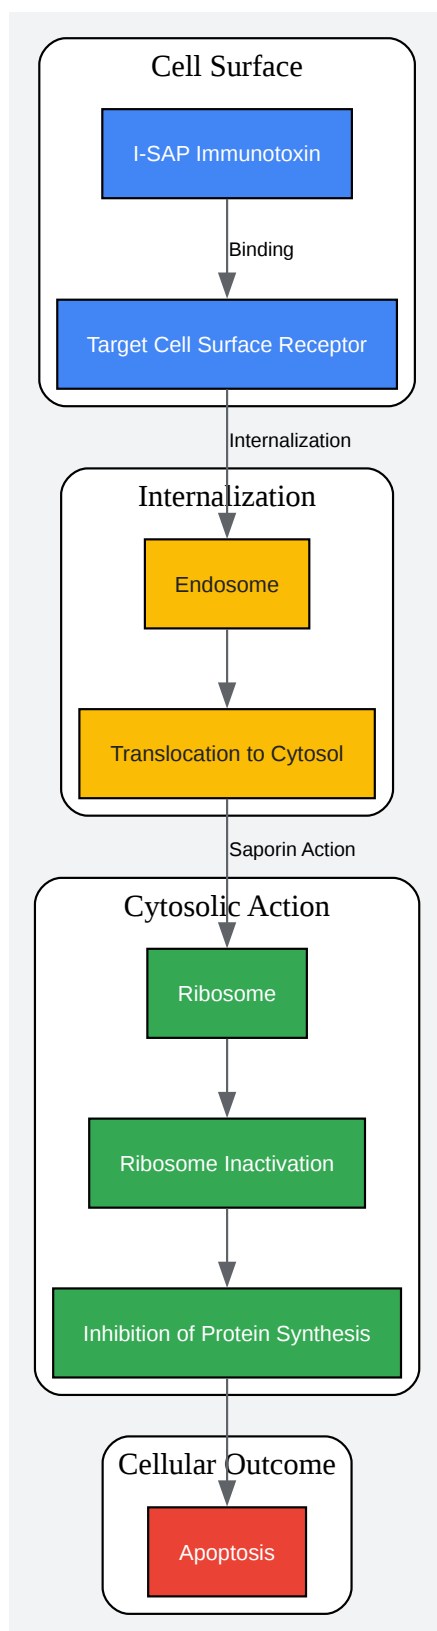 Cell Surface
I-SAP Immunotoxin
Binding
Target Cell Surface Receptor
Internalization
Internalization
Endosome
Translocation to Cytosol
Saporin Action
Cytosolic Action
Ribosome
Ribosome Inactivation
Inhibition of Protein Synthesis
Cellular Outcome
Apoptosis